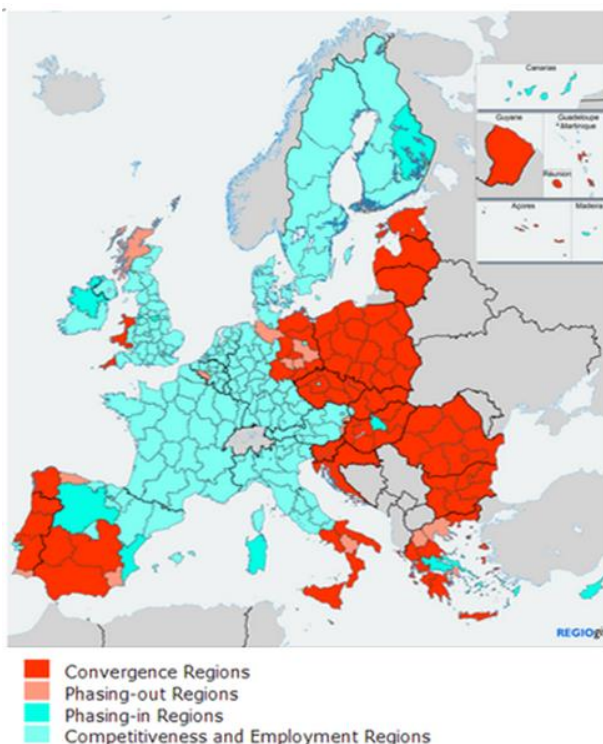 Canarias
Guyane
Guadeloupe
Martinique
Réunion
Açores
Madeira
REGIOgi
Convergence Regions
Phasing-out Regions
Phasing-in Regions
Competitiveness and Employment Regions